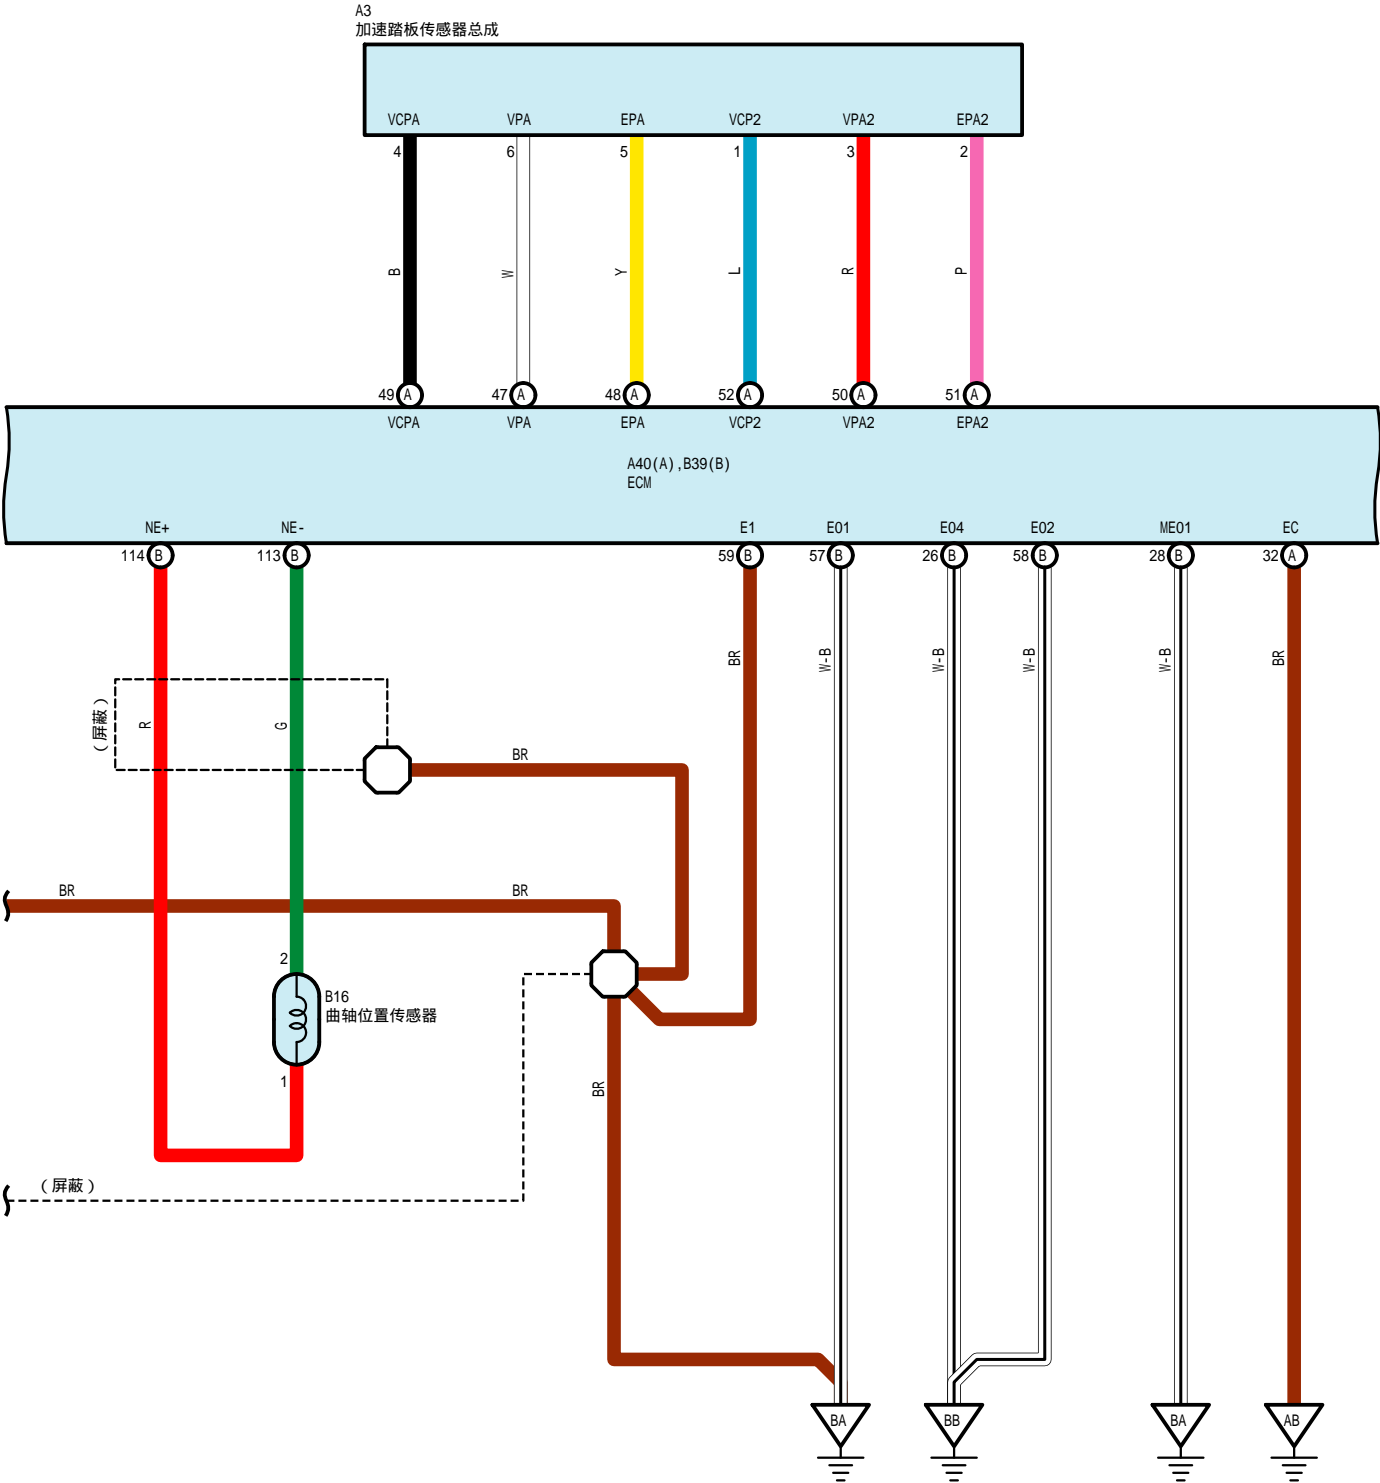 A3
加速踏板传感器总成
VCPA VPA EPA VCP2 VPA2 EPA2
4 6 5 1 3 2
B W Y L R P
49 A 47 A 48 A 52 A 50 A 51 A
VCPA VPA EPA VCP2 VPA2 EPA2
A40(A),B39(B)
ECM
NE+ NE- E1 E01 E04 E02 ME01 EC
114 B 113 B 59 B 57 B 26 B 58 B 28 B 32 A
BR W-B W-B W-B W-B BR
(屏蔽) R G
BR
BR BR
2
B16
曲轴位置传感器
1
BR
(屏蔽)
BA BB BA AB